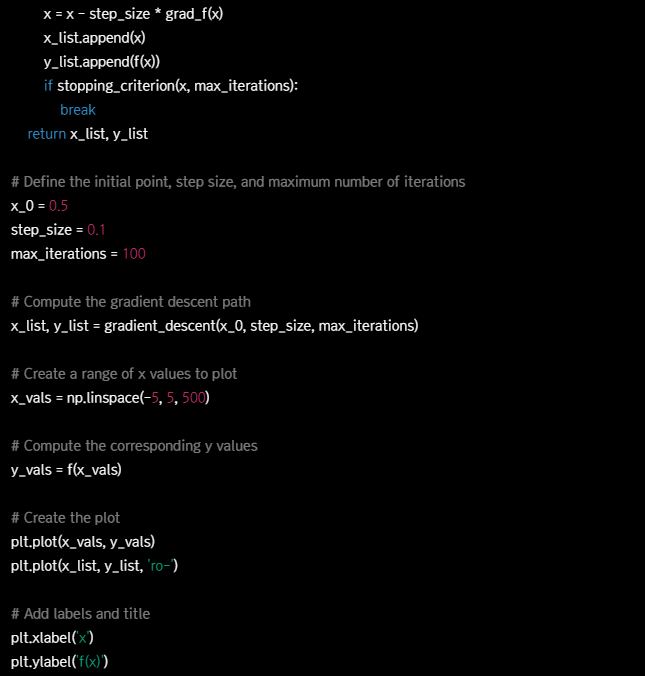 x = x - step_size * grad_f(x)
x_list.append(x)
y_list.append(f(x))
if stopping_criterion(x, max_iterations):
break
return x_list, y_list
# Define the initial point, step size, and maximum number of iterations
x_0 = 0.5
step_size = 0.1
max_iterations = 100
# Compute the gradient descent path
x_list, y_list = gradient_descent(x_0, step_size, max_iterations)
# Create a range of x values to plot
x_vals = np.linspace(-5, 5, 500)
# Compute the corresponding y values
y_vals = f(x_vals)
# Create the plot
plt.plot(x_vals, y_vals)
plt.plot(x_list, y_list, 'ro-')
# Add labels and title
plt.xlabel('x')
plt.ylabel('f(x)')